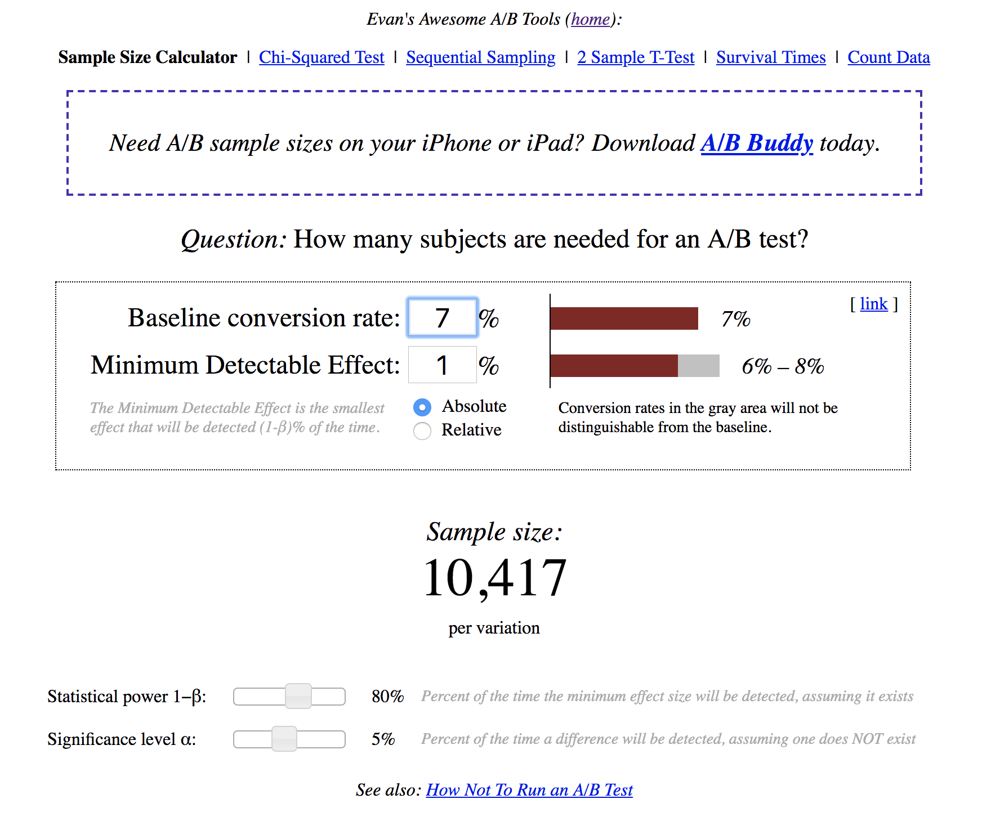 Evan's Awesome A/B Tools (home):
Sample Size Calculator | Chi-Squared Test | Sequential Sampling | 2 Sample T-Test | Survival Times | Count Data
Need A/B sample sizes on your iPhone or iPad? Download A/B Buddy today.
Question: How many subjects are needed for an A/B test?
[ link ]
Baseline conversion rate: 7 % 7%
Minimum Detectable Effect: 1 % 6% – 8%
The Minimum Detectable Effect is the smallest
effect that will be detected (1-β)% of the time.
Absolute
Relative
Conversion rates in the gray area will not be
distinguishable from the baseline.
Sample size:
10,417
per variation
Statistical power 1−β: 80% Percent of the time the minimum effect size will be detected, assuming it exists
Significance level α: 5% Percent of the time a difference will be detected, assuming one does NOT exist
See also: How Not To Run an A/B Test